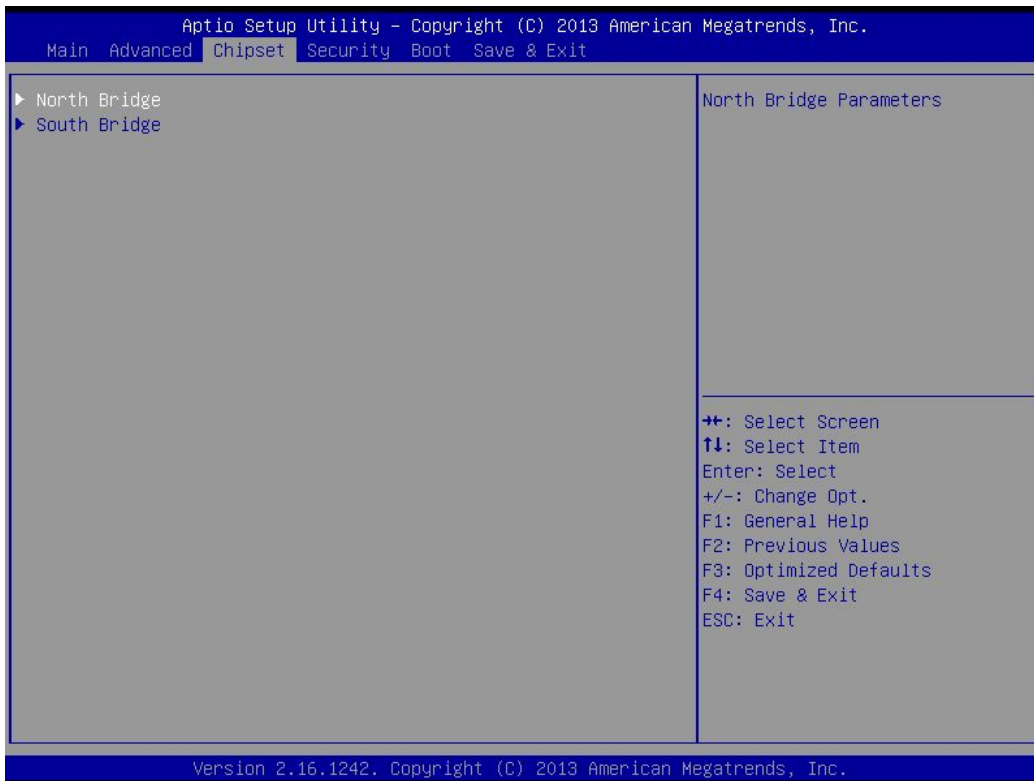 Aptio Setup Utility – Copyright (C) 2013 American Megatrends, Inc.
Main Advanced Chipset Security Boot Save & Exit
North Bridge
South Bridge
North Bridge Parameters
→←: Select Screen
↑↓: Select Item
Enter: Select
+/-: Change Opt.
F1: General Help
F2: Previous Values
F3: Optimized Defaults
F4: Save & Exit
ESC: Exit
Version 2.16.1242. Copyright (C) 2013 American Megatrends, Inc.